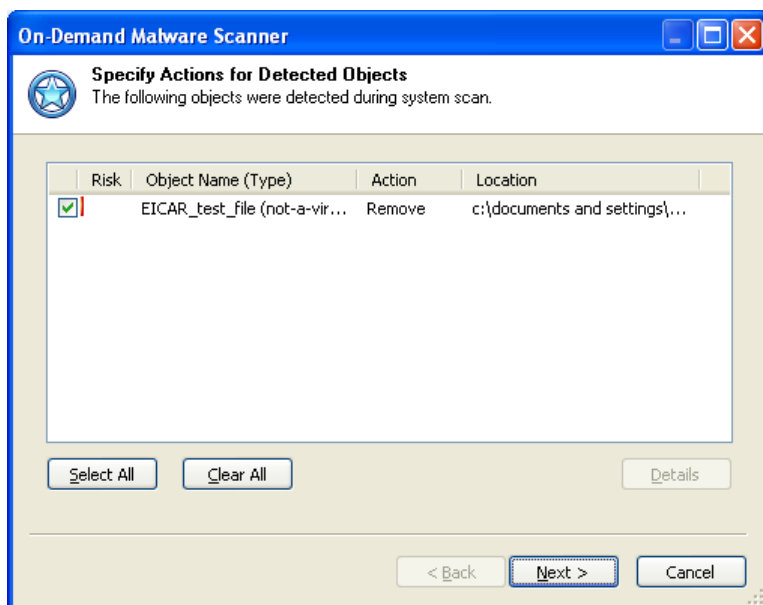 On-Demand Malware Scanner
Specify Actions for Detected Objects
The following objects were detected during system scan.
Risk Object Name (Type) Action Location
EICAR_test_file (not-a-vir... Remove c:\documents and settings\...
Select All Clear All Details
< Back Next > Cancel